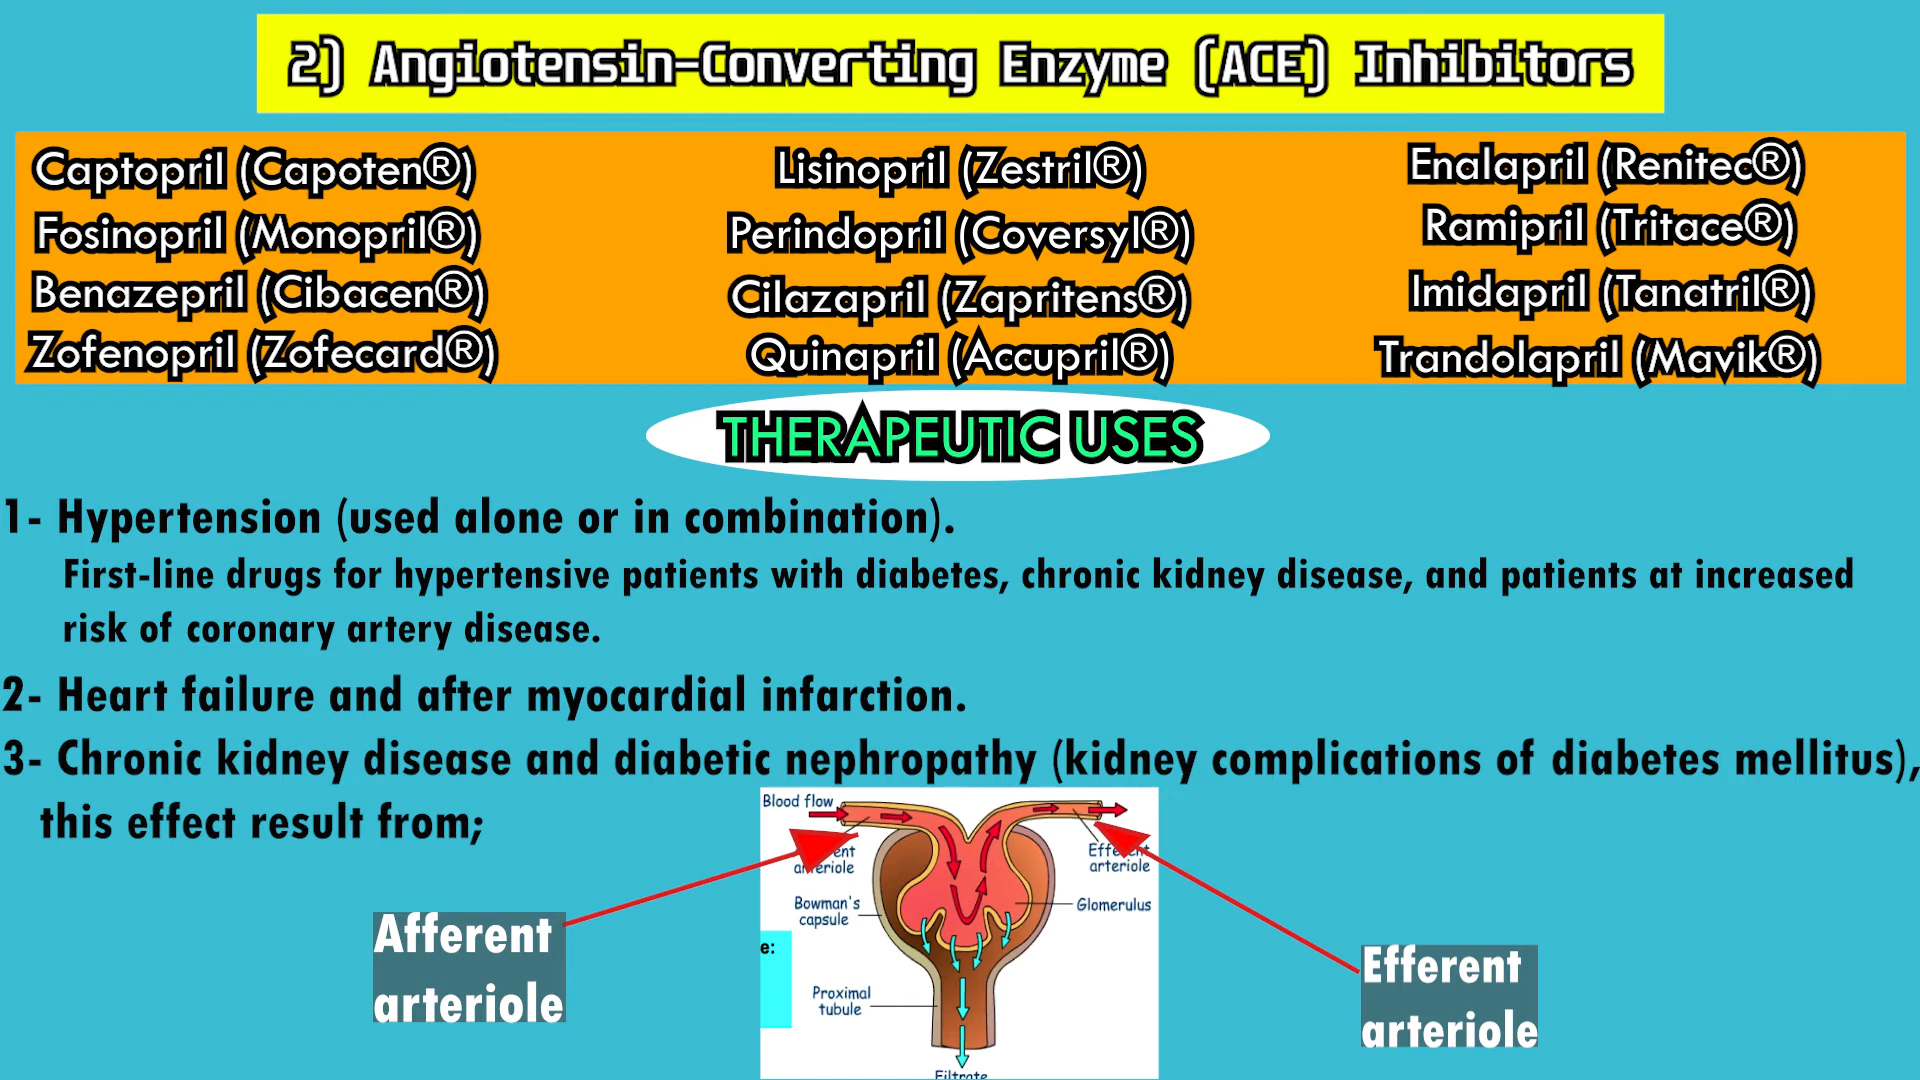 2) Angiotensin-Converting Enzyme (ACE) Inhibitors
Captopril (Capoten®)
Fosinopril (Monopril®)
Benazepril (Cibacen®)
Zofenopril (Zofecard®)
Lisinopril (Zestril®)
Perindopril (Coversyl®)
Cilazapril (Zapritens®)
Quinapril (Accupril®)
Enalapril (Renitec®)
Ramipril (Tritace®)
Imidapril (Tanatril®)
Trandolapril (Mavik®)
THERAPEUTIC USES
1- Hypertension (used alone or in combination).
First-line drugs for hypertensive patients with diabetes, chronic kidney disease, and patients at increased
risk of coronary artery disease.
2- Heart failure and after myocardial infarction.
3- Chronic kidney disease and diabetic nephropathy (kidney complications of diabetes mellitus),
this effect result from;
Blood flow
arteriole
arteriole
Bowman's
capsule
Glomerulus
e:
Proximal
tubule
Filtrate
Afferent
arteriole
Efferent
arteriole